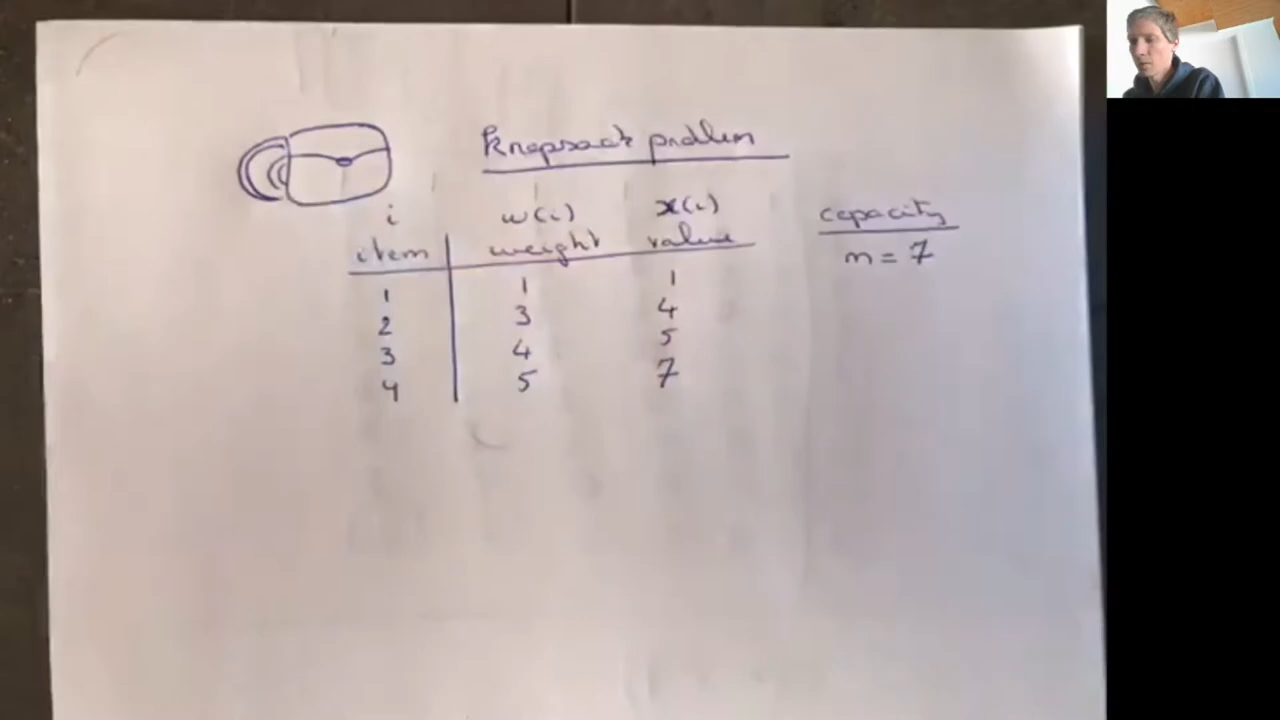 Knapsack problem
i w(i) x(i)
item weight value
capacity
m = 7
1 1 1
2 3 4
3 4 5
4 5 7